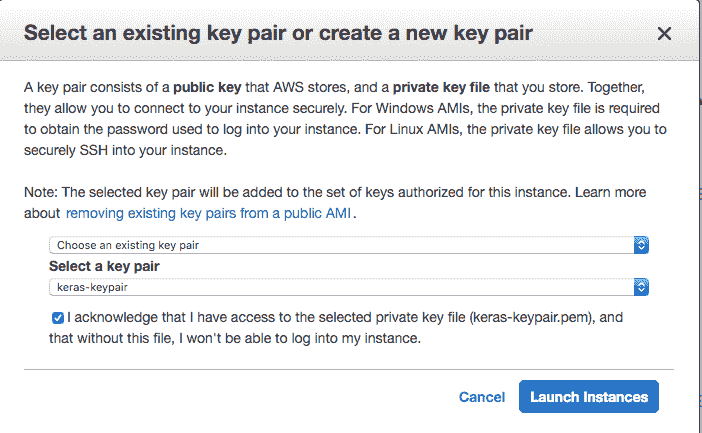 Select an existing key pair or create a new key pair
A key pair consists of a public key that AWS stores, and a private key file that you store. Together,
they allow you to connect to your instance securely. For Windows AMIs, the private key file is required
to obtain the password used to log into your instance. For Linux AMIs, the private key file allows you to
securely SSH into your instance.
Note: The selected key pair will be added to the set of keys authorized for this instance. Learn more
about removing existing key pairs from a public AMI.
Choose an existing key pair
Select a key pair
keras-keypair
I acknowledge that I have access to the selected private key file (keras-keypair.pem), and
that without this file, I won't be able to log into my instance.
Cancel Launch Instances